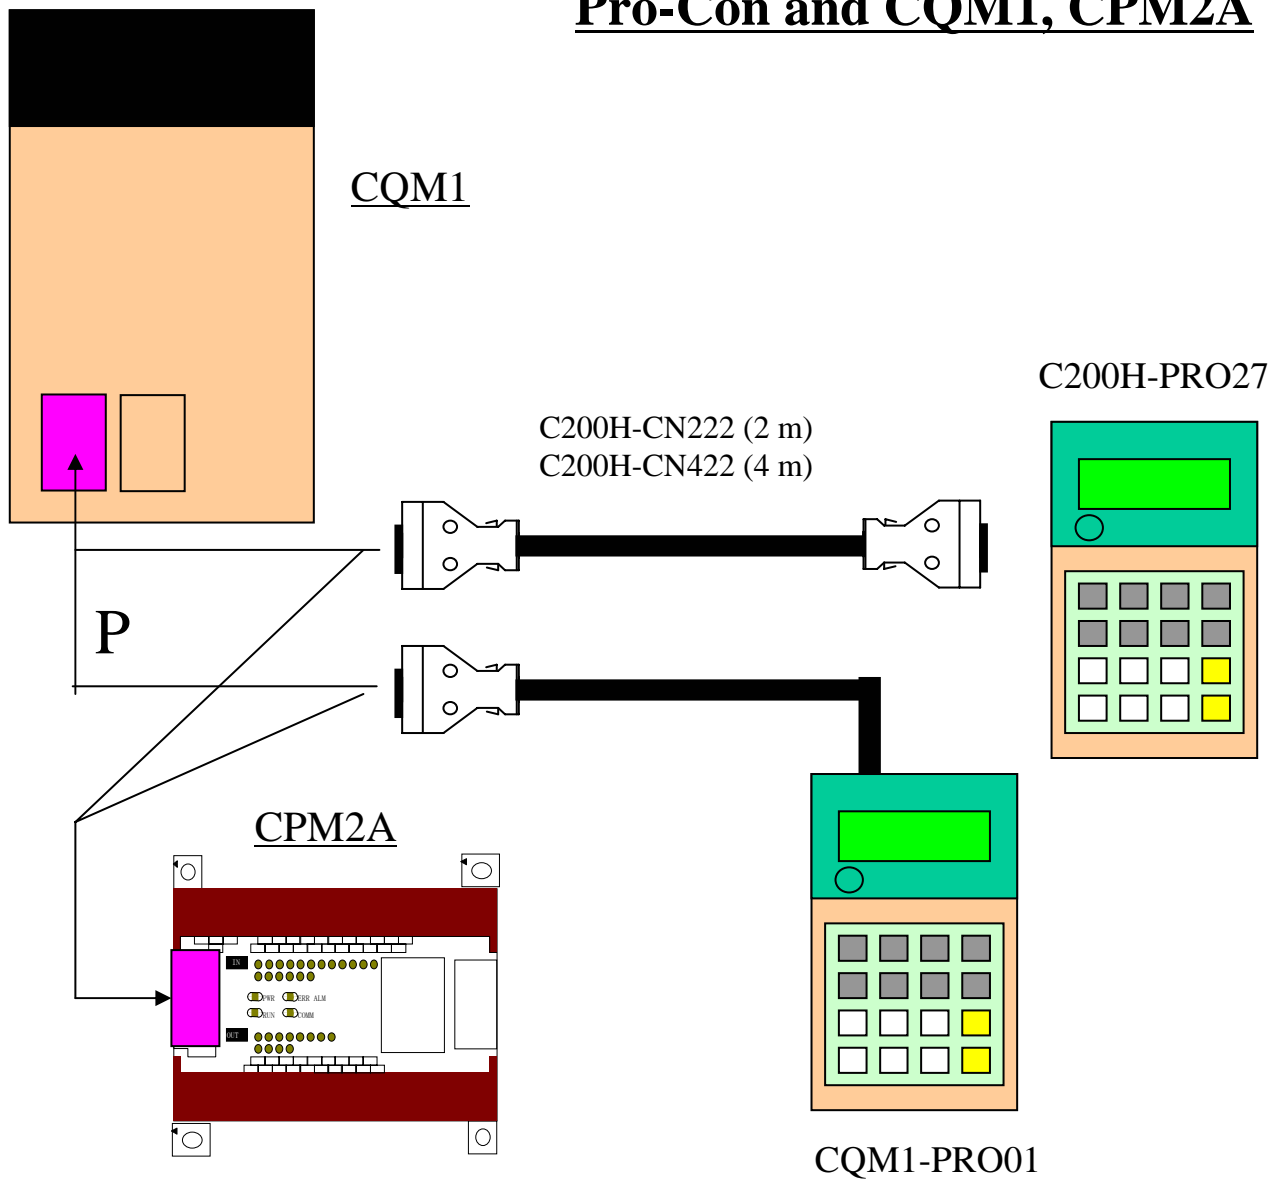 Pro-Con and CQM1, CPM2A
CQM1
C200H-PRO27
C200H-CN222 (2 m)
C200H-CN422 (4 m)
P
CPM2A
IN
PWR ERR ALM
RUN COMM
OUT
CQM1-PRO01